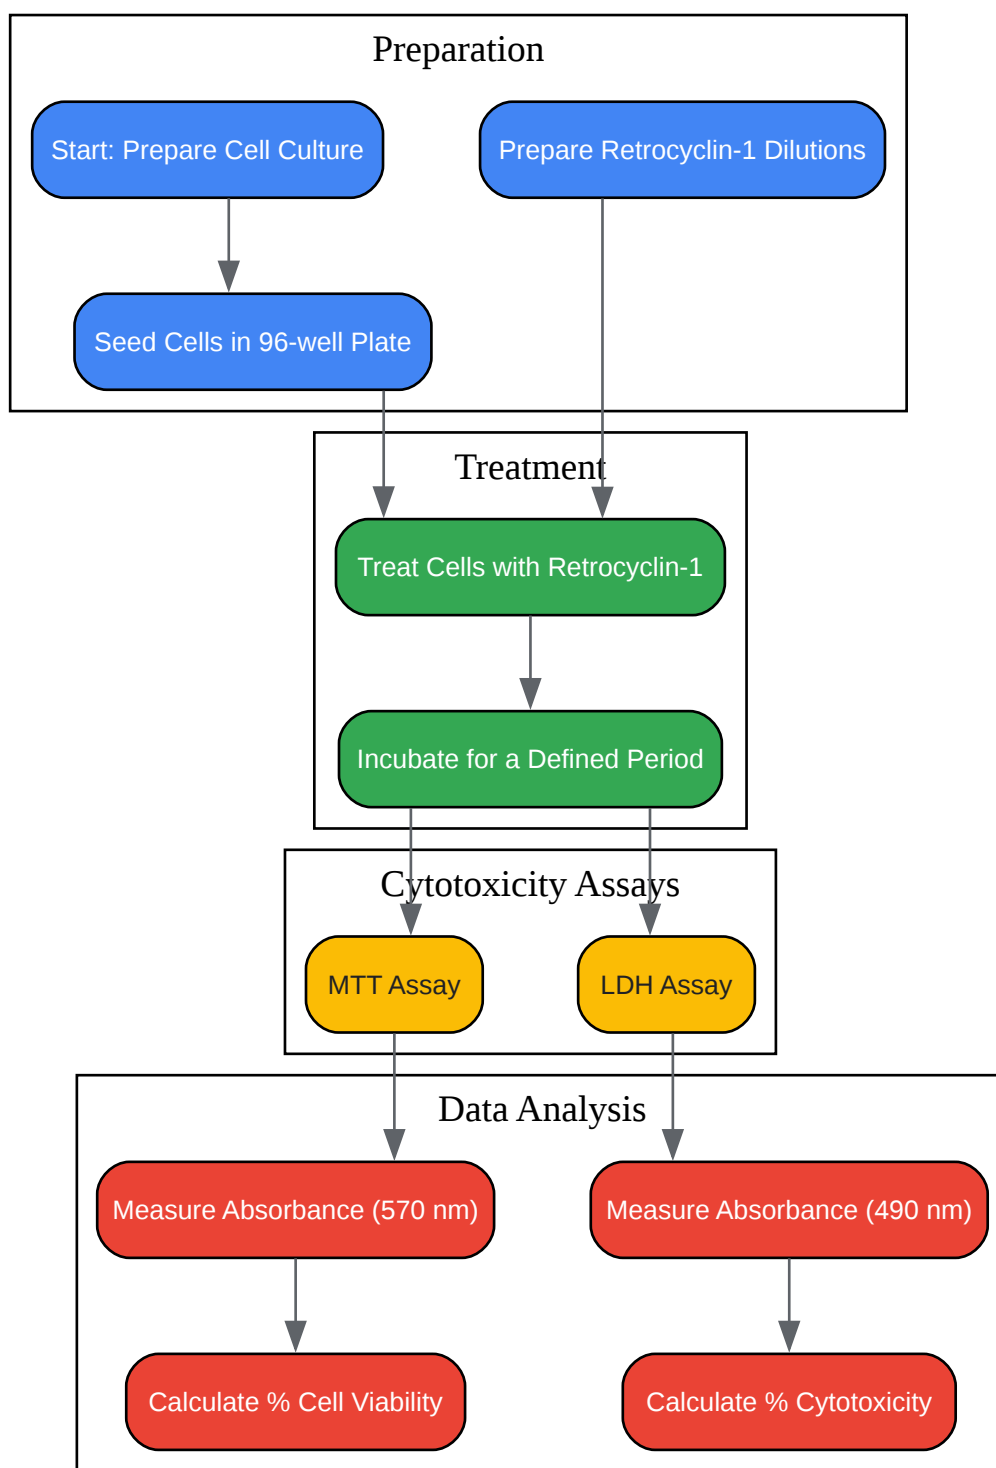 Preparation
Start: Prepare Cell Culture
Prepare Retrocyclin-1 Dilutions
Seed Cells in 96-well Plate
Treatment
Treat Cells with Retrocyclin-1
Incubate for a Defined Period
Cytotoxicity Assays
MTT Assay
LDH Assay
Data Analysis
Measure Absorbance (570 nm)
Measure Absorbance (490 nm)
Calculate % Cell Viability
Calculate % Cytotoxicity